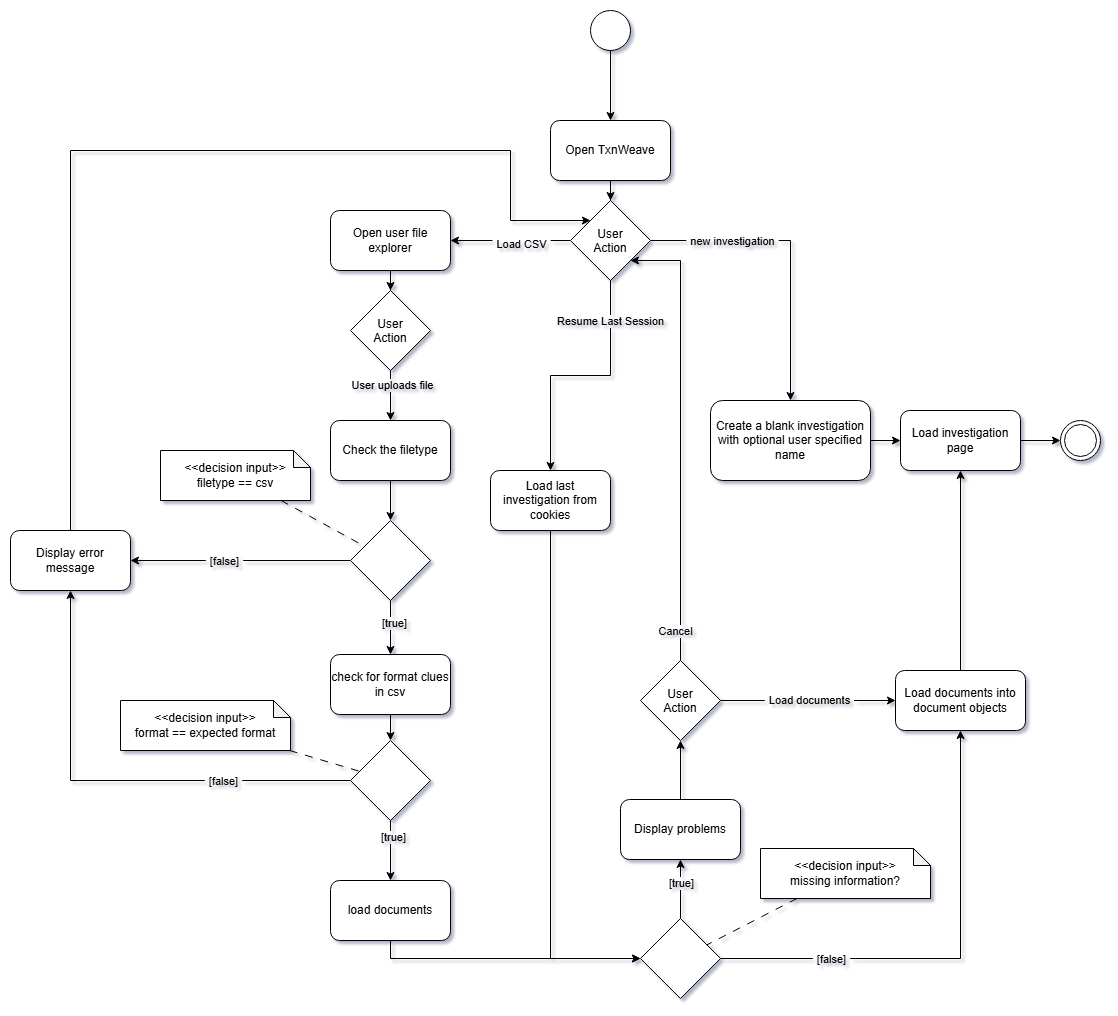 Open TxnWeave
Open user file
explorer
User
Action
Load CSV
new investigation
User
Action
Resume Last Session
User uploads file
Create a blank investigation
with optional user specified
name
Load investigation
page
Check the filetype
<<decision input>>
filetype == csv
Load last
investigation from
cookies
Display error
message
[false]
[true]
Cancel
check for format clues
in csv
User
Action
Load documents
Load documents into
document objects
<<decision input>>
format == expected format
[false]
[true]
Display problems
<<decision input>>
missing information?
[true]
load documents
[false]